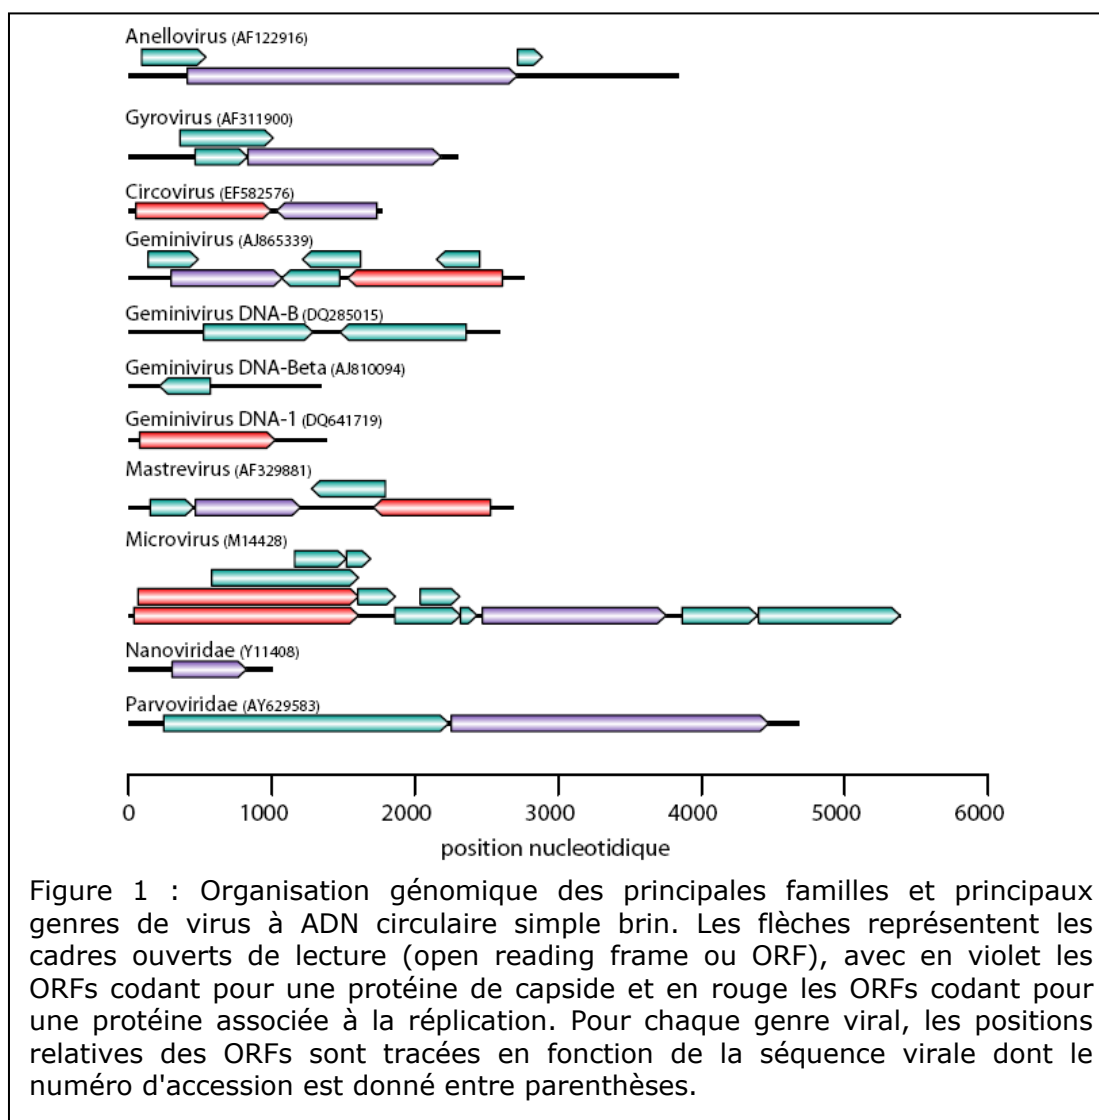 Anellovirus (AF122916)
Gyrovirus (AF311900)
Circovirus (EF582576)
Geminivirus (AJ865339)
Geminivirus DNA-B (DQ285015)
Geminivirus DNA-Beta (AJ810094)
Geminivirus DNA-1 (DQ641719)
Mastrevirus (AF329881)
Microvirus (M14428)
Nanoviridae (Y11408)
Parvoviridae (AY629583)
0 1000 2000 3000 4000 5000 6000
position nucleotidique
Figure 1 : Organisation génomique des principales familles et principaux
genres de virus à ADN circulaire simple brin. Les flèches représentent les
cadres ouverts de lecture (open reading frame ou ORF), avec en violet les
ORFs codant pour une protéine de capside et en rouge les ORFs codant pour
une protéine associée à la réplication. Pour chaque genre viral, les positions
relatives des ORFs sont tracées en fonction de la séquence virale dont le
numéro d'accession est donné entre parenthèses.